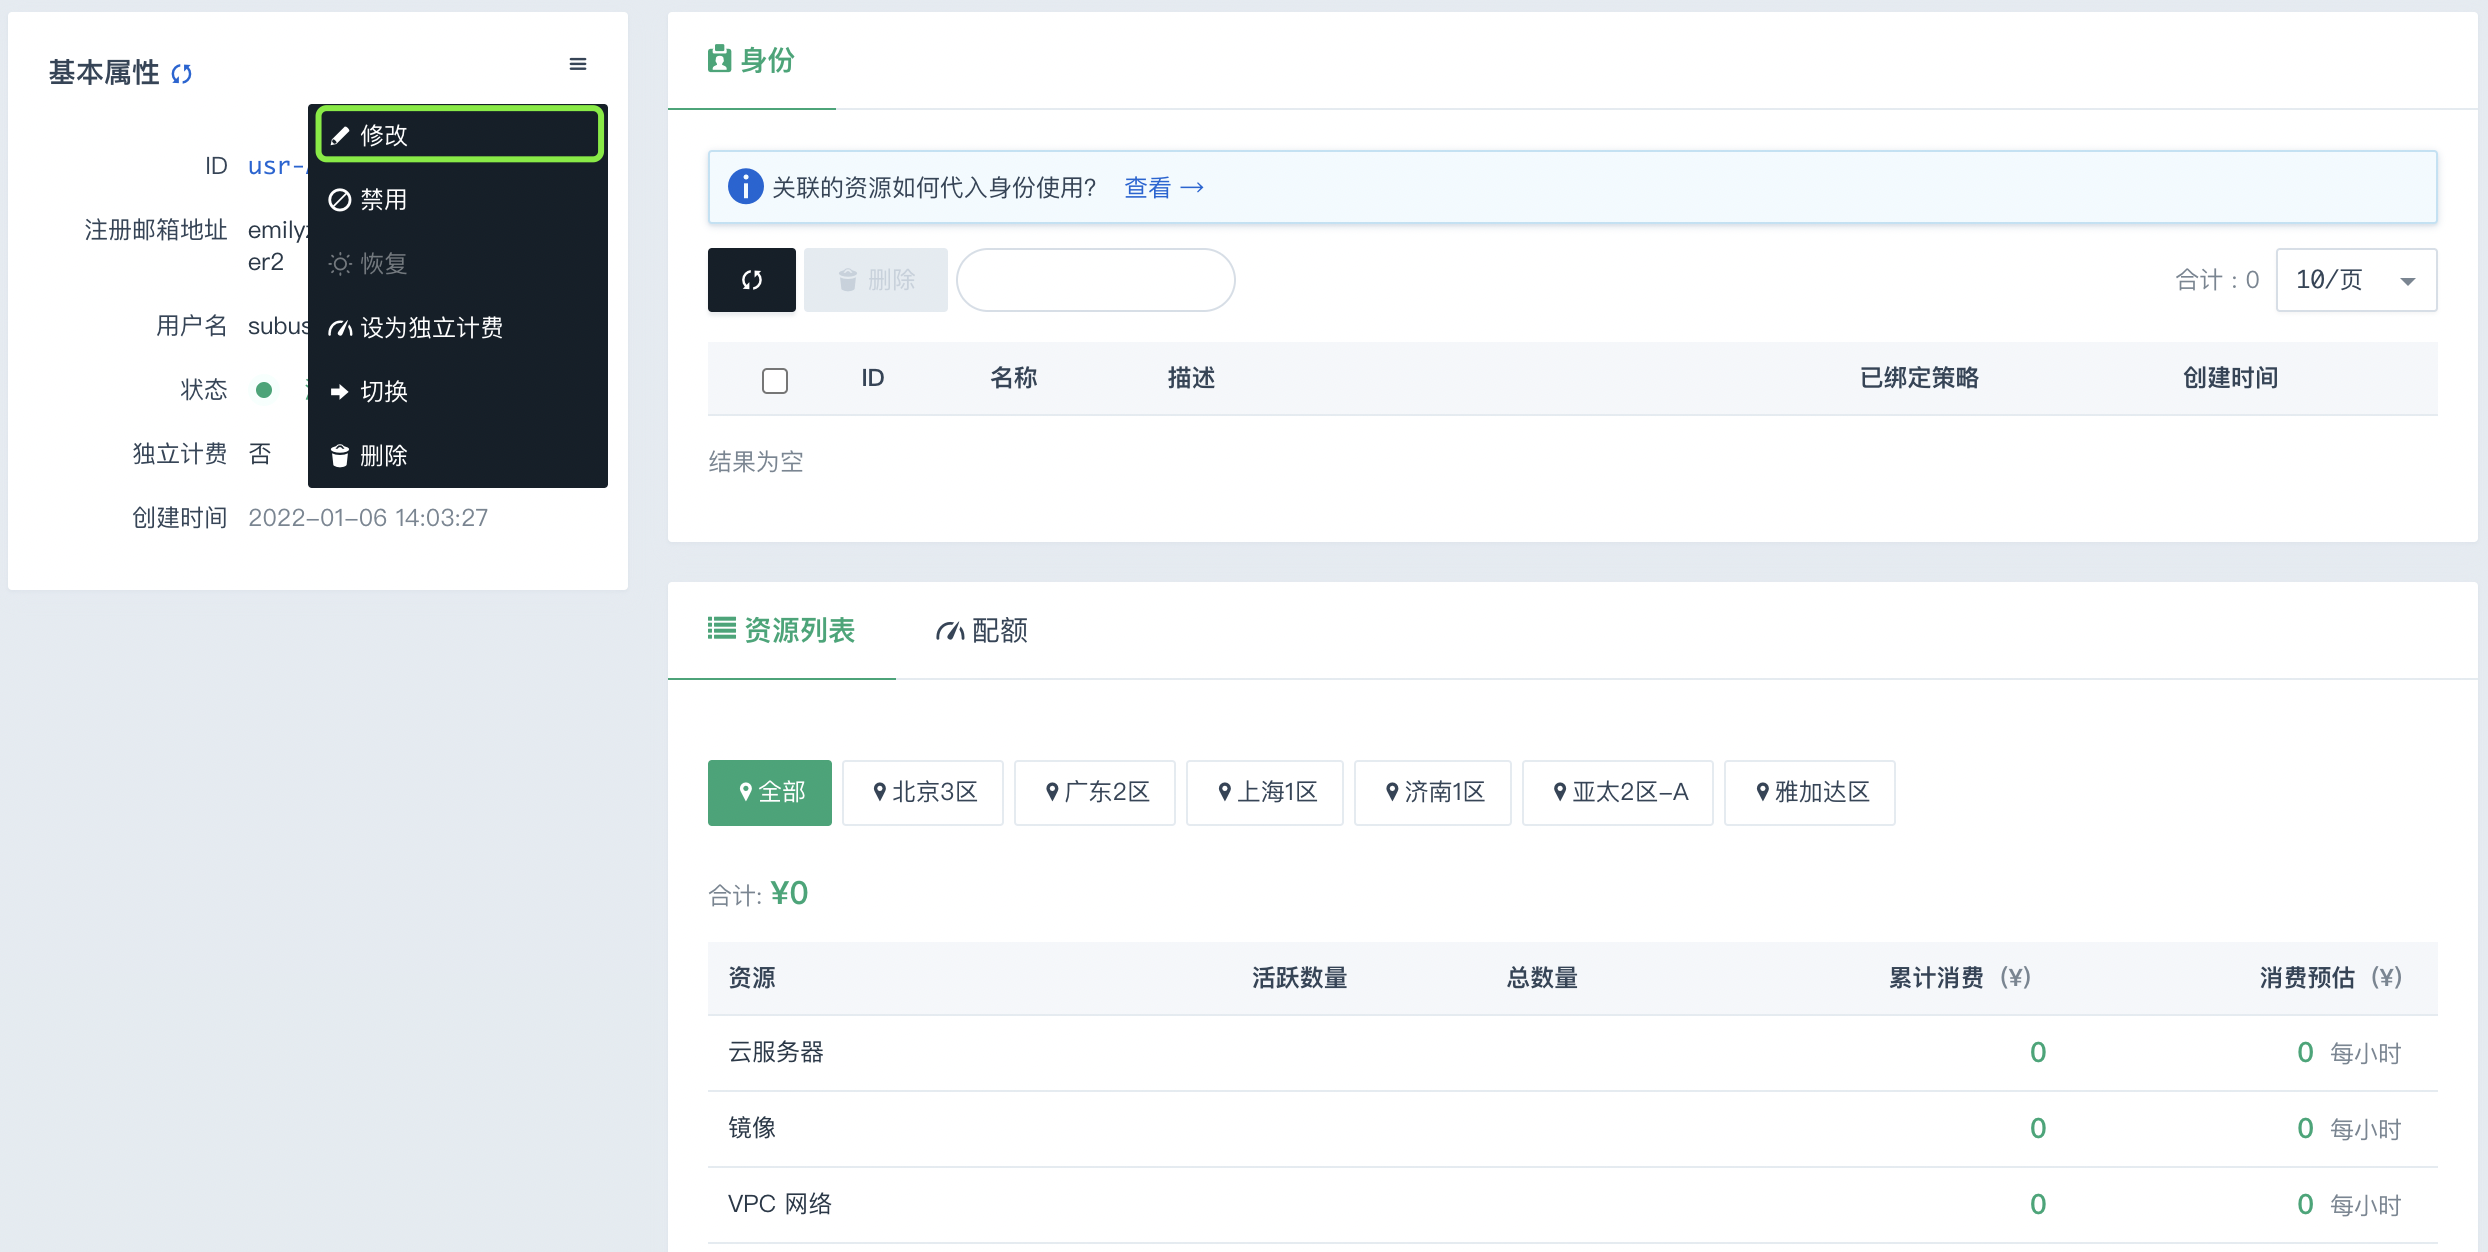 基本属性
ID usr-
注册邮箱地址 emily
er2
用户名 subus
状态
独立计费 否
创建时间 2022-01-06 14:03:27
修改
禁用
恢复
设为独立计费
切换
删除
身份
关联的资源如何代入身份使用? 查看 →
删除
合计:0 10/页
ID 名称 描述 已绑定策略 创建时间
结果为空
资源列表 配额
全部 北京3区 广东2区 上海1区 济南1区 亚太2区-A 雅加达区
合计: ¥0
资源 活跃数量 总数量 累计消费 (¥) 消费预估 (¥)
云服务器 0 0 每小时
镜像 0 0 每小时
VPC 网络 0 0 每小时